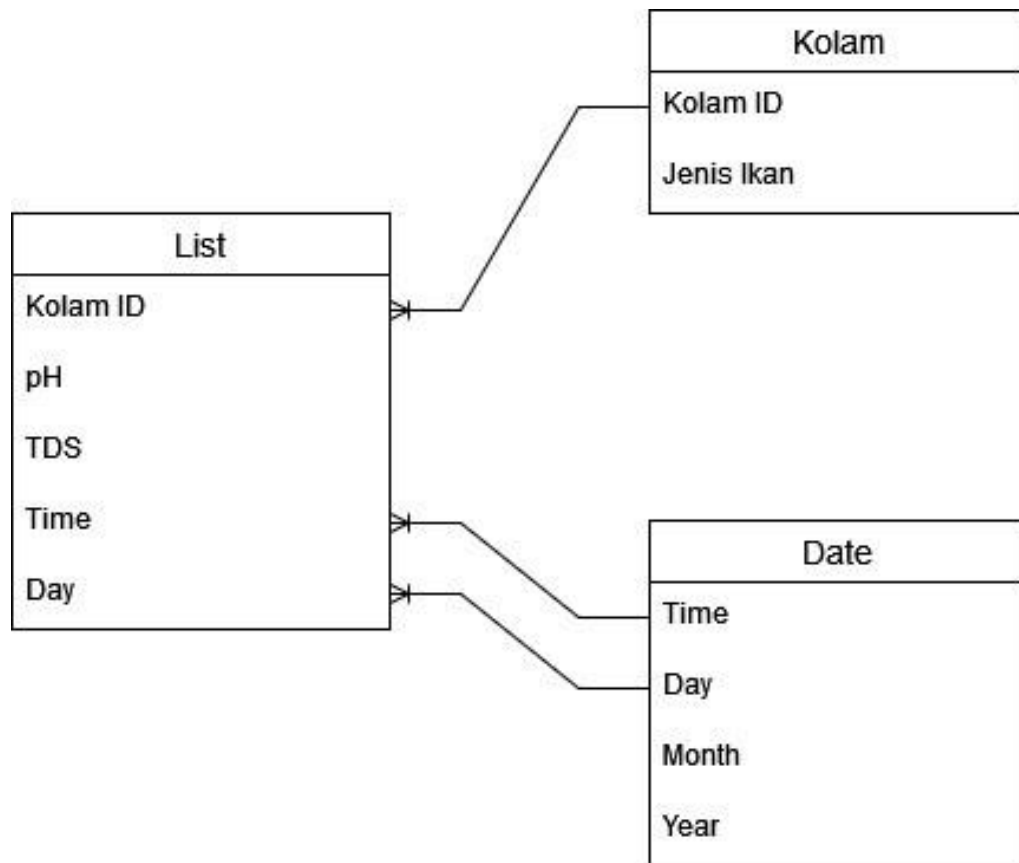 Kolam
Kolam ID
Jenis Ikan
List
Kolam ID
pH
TDS
Time
Day
Date
Time
Day
Month
Year